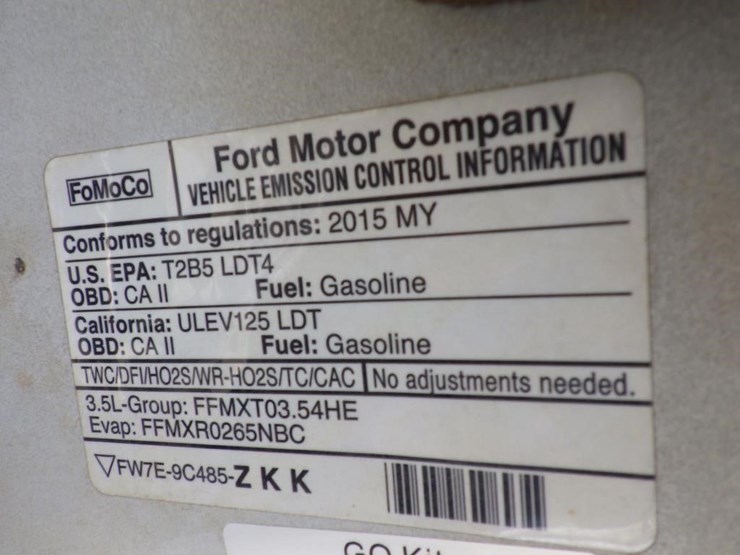 FoMoCo
Ford Motor Company
VEHICLE EMISSION CONTROL INFORMATION
Conforms to regulations: 2015 MY
U.S. EPA: T2B5 LDT4
OBD: CA II Fuel: Gasoline
California: ULEV125 LDT
OBD: CA II Fuel: Gasoline
TWC/DFI/HO2S/WR-HO2S/TC/CAC No adjustments needed.
3.5L-Group: FFMXT03.54HE
Evap: FFMXR0265NBC
FW7E-9C485-Z K K